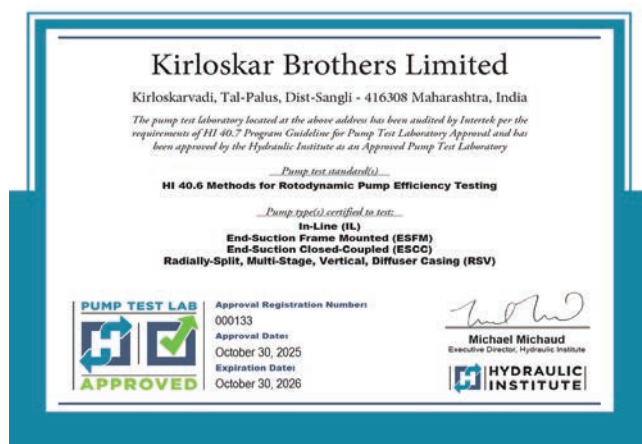 Kirloskar Brothers Limited
Kirloskarvadi, Tal-Palus, Dist-Sangli - 416308 Maharashtra, India
The pump test laboratory located at the above address has been audited by Intertek per the
requirements of HI 40.7 Program Guideline for Pump Test Laboratory Approval and has
been approved by the Hydraulic Institute as an Approved Pump Test Laboratory
Pump test standard(s)
HI 40.6 Methods for Rotodynamic Pump Efficiency Testing
Pump type(s) certified to test:
In-Line (IL)
End-Suction Frame Mounted (ESFM)
End-Suction Closed-Coupled (ESCC)
Radially-Split, Multi-Stage, Vertical, Diffuser Casing (RSV)
PUMP TEST LAB
APPROVED
Approval Registration Number:
000133
Approval Date:
October 30, 2025
Expiration Date:
October 30, 2026
Michael Michaud
Executive Director, Hydraulic Institute
HYDRAULIC
INSTITUTE